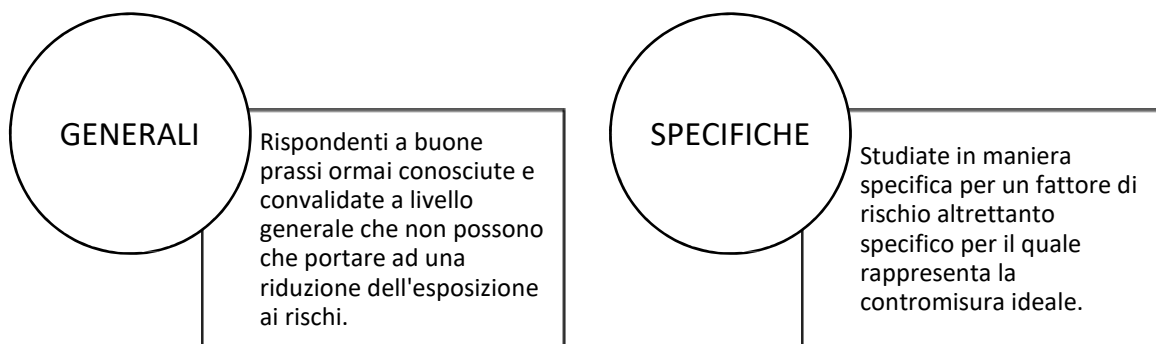 GENERALI
Rispondenti a buone
prassi ormai conosciute e
convalidate a livello
generale che non possono
che portare ad una
riduzione dell'esposizione
ai rischi.
SPECIFICHE
Studiate in maniera
specifica per un fattore di
rischio altrettanto
specifico per il quale
rappresenta la
contromisura ideale.